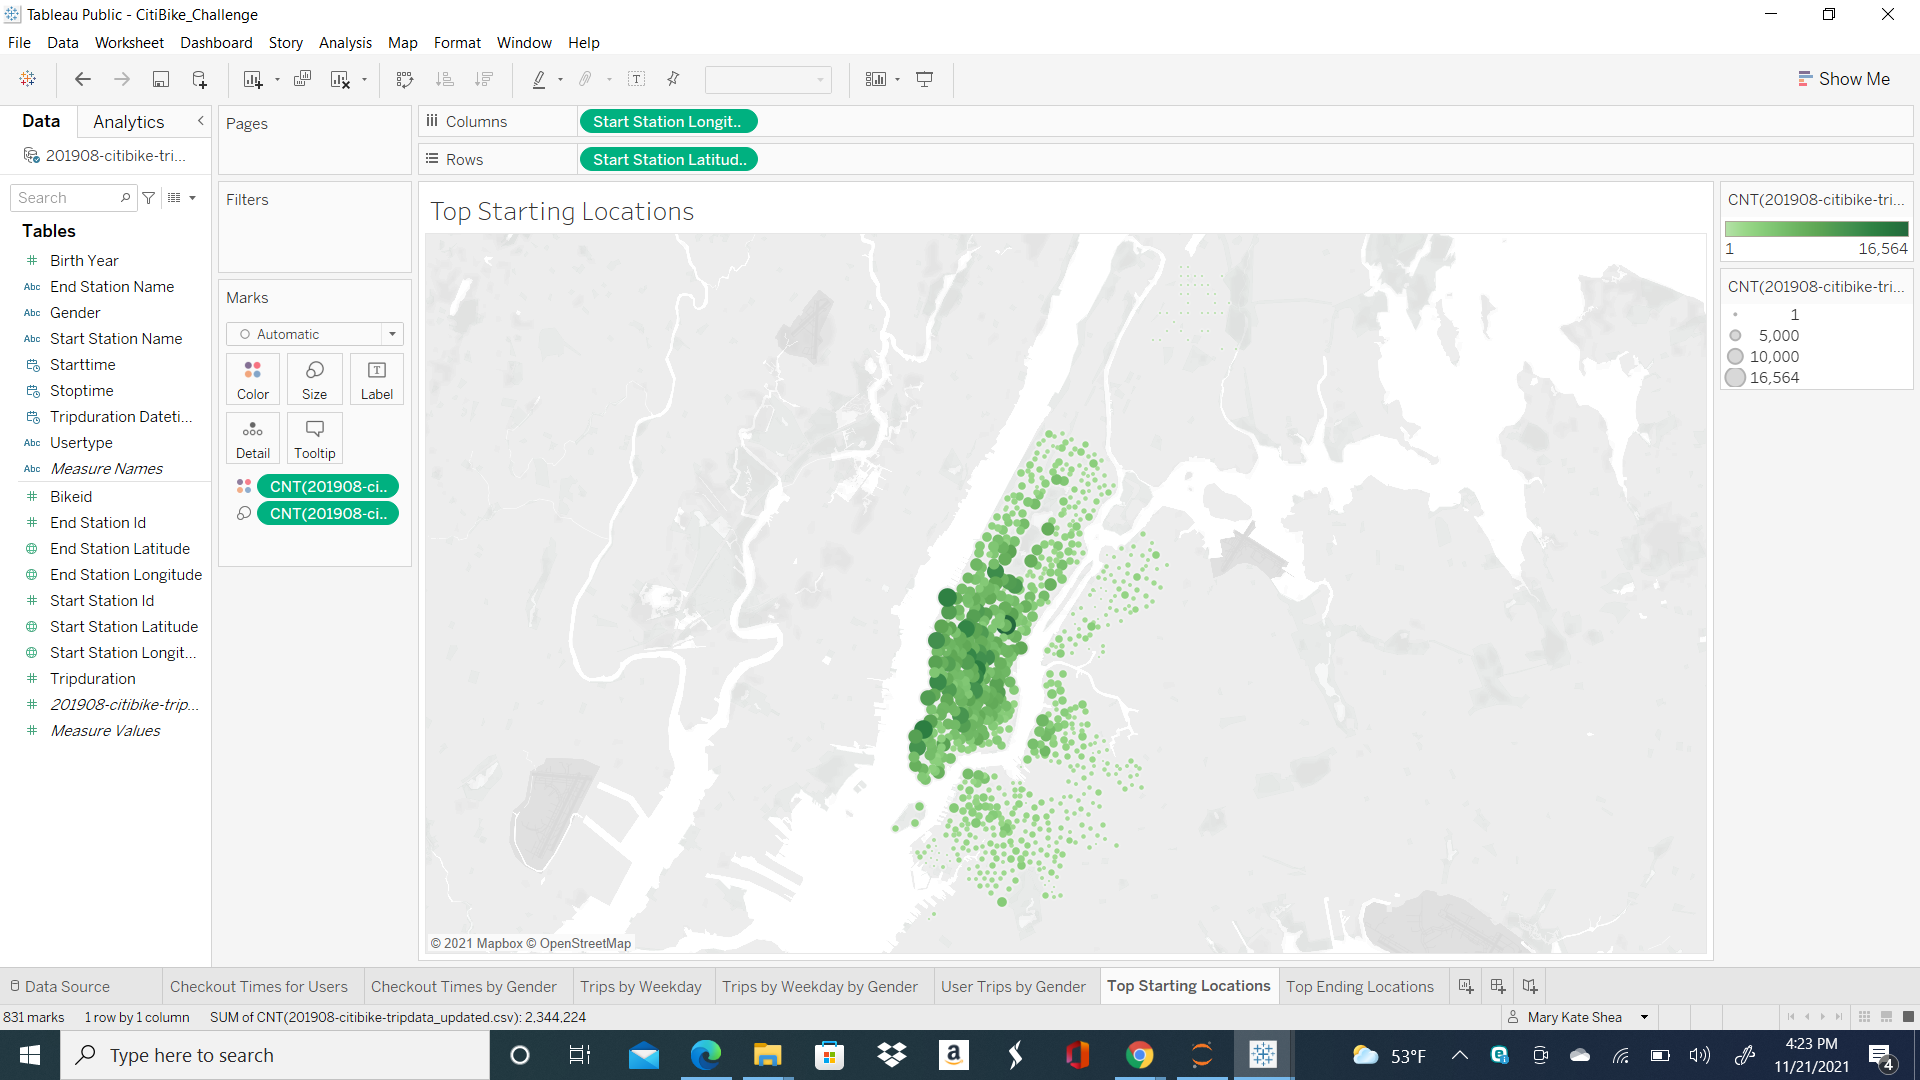 Tableau Public - CitiBike_Challenge
File Data Worksheet Dashboard Story Analysis Map Format Window Help
Show Me
Data Analytics
201908-citibike-tri...
Search
Tables
Birth Year
Abc End Station Name
Abc Gender
Abc Start Station Name
Starttime
Stoptime
Tripduration Dateti...
Abc Usertype
Abc Measure Names
Bikeid
End Station Id
End Station Latitude
End Station Longitude
Start Station Id
Start Station Latitude
Start Station Longit...
Tripduration
201908-citibike-trip...
Measure Values
Pages
Filters
Marks
Automatic
Color Size Label
Detail Tooltip
CNT(201908-ci..
CNT(201908-ci..
Columns Start Station Longit..
Rows Start Station Latitud..
Top Starting Locations
© 2021 Mapbox © OpenStreetMap
CNT(201908-citibike-tri...
1 16,564
CNT(201908-citibike-tri...
1
5,000
10,000
16,564
Data Source Checkout Times for Users Checkout Times by Gender Trips by Weekday Trips by Weekday by Gender User Trips by Gender Top Starting Locations Top Ending Locations
831 marks 1 row by 1 column SUM of CNT(201908-citibike-tripdata_updated.csv): 2,344,224 Mary Kate Shea
Type here to search
53°F
4:23 PM
11/21/2021
4